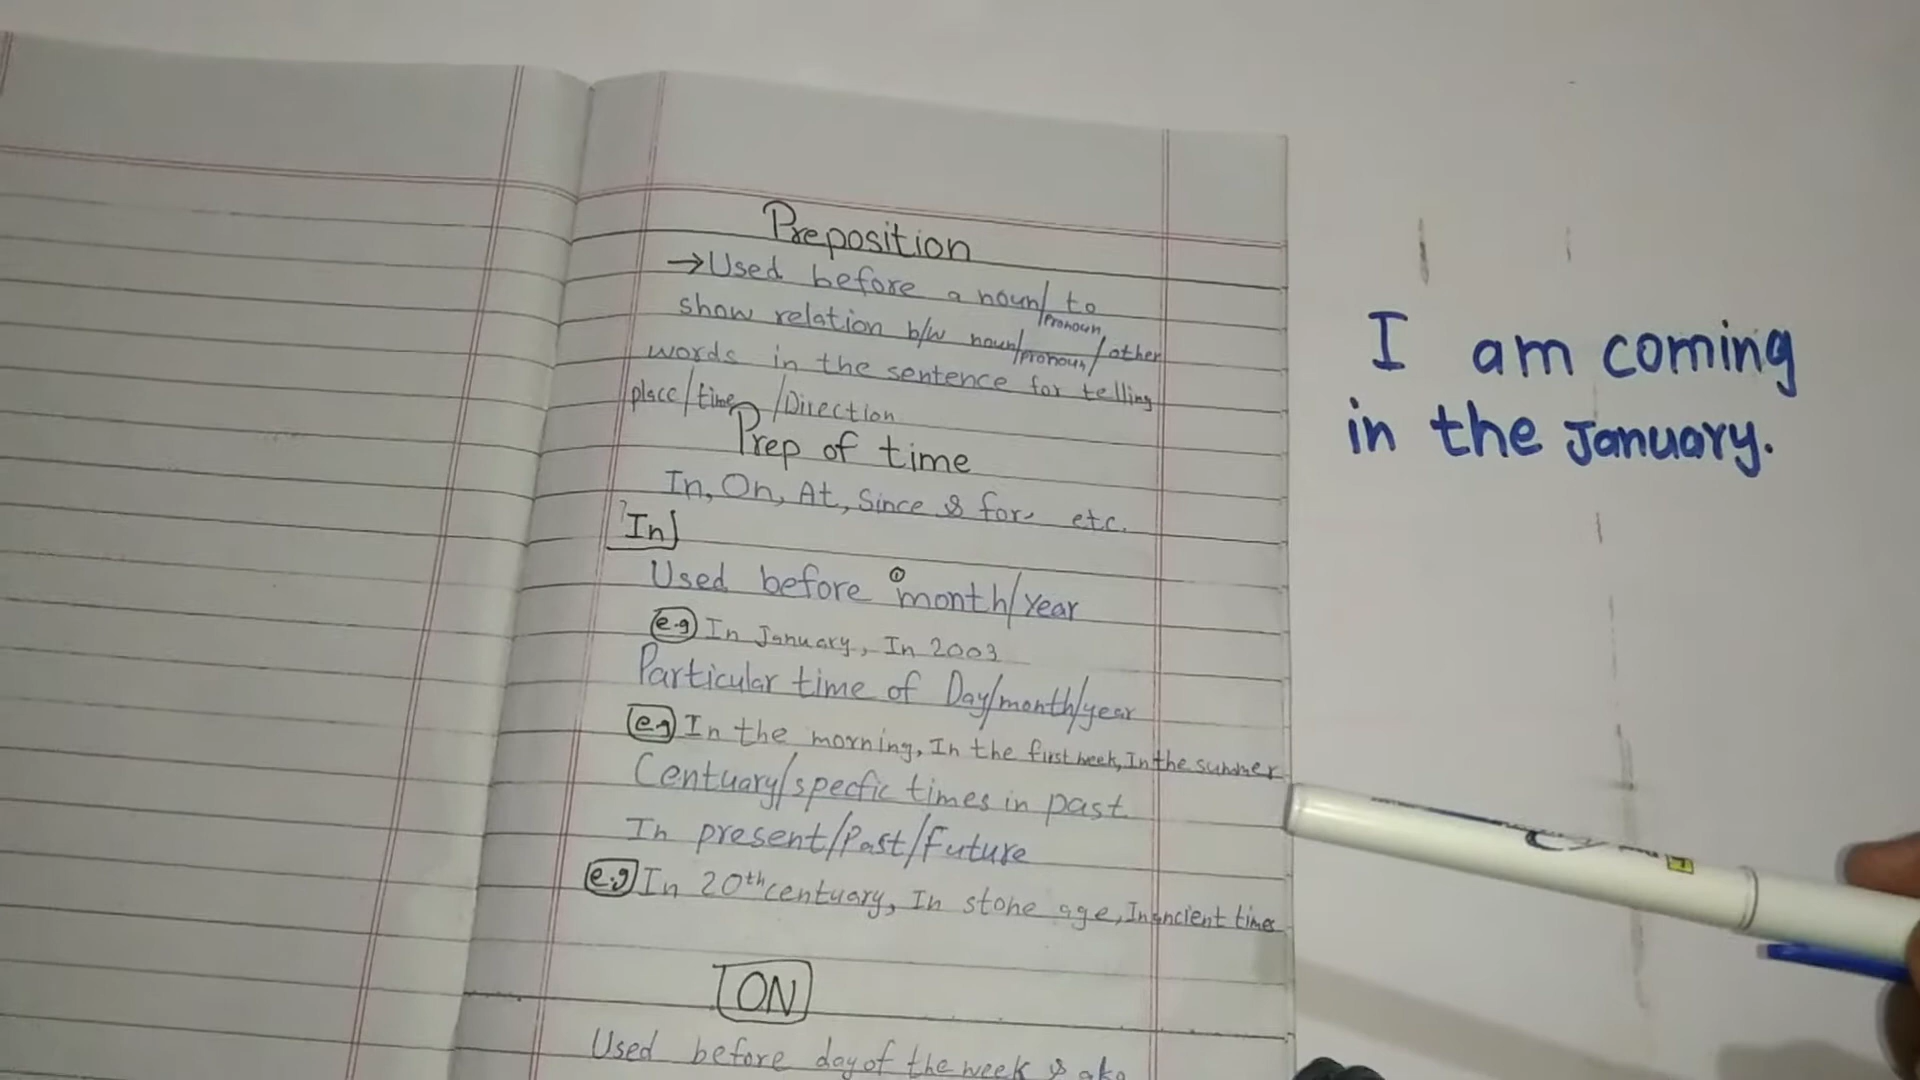 Preposition
→Used before a noun/pronoun to
show relation b/w noun/pronoun/other
words in the sentence for telling
place/time/Direction
Prep of time
In, On, At, Since & for etc.
In
Used before ① month/year
e.g In January, In 2003
Particular time of Day/month/year
e.g In the morning, In the first week, In the summer
Centuary/specfic times in past
In present/Past/future
e.g In 20th centuary, In stone age, In ancient times
ON
Used before day of the week &
I am coming
in the January.